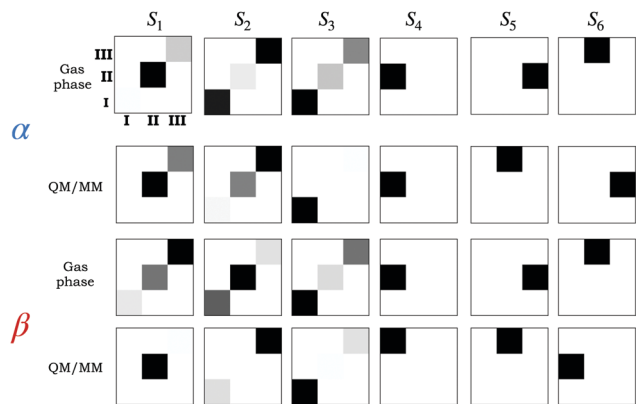 S1 S2 S3 S4 S5 S6
III
Gas
phase
II
I
I II III
α
QM/MM
Gas
phase
β
QM/MM